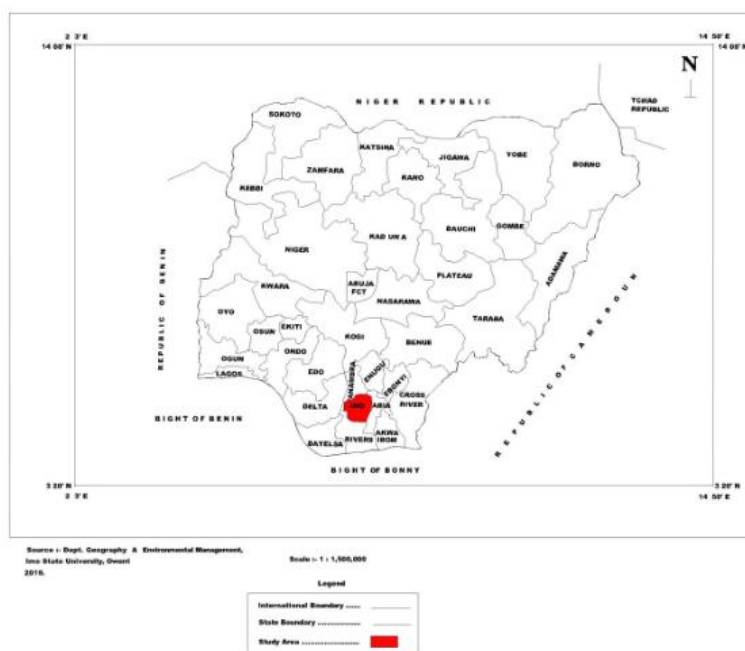 2 3'E 14 50'E
14 08'N 14 08'N
N
NIGER REPUBLIC
TCHAD
REPUBLIC
SOKOTO
KATSINA
JIGAWA
YOBE
BORNO
ZAMFARA
KANO
KEBBI
BAUCHI
GOMBE
KADUNA
NIGER
ADAMAWA
PLATEAU
ABUJA
FCT
KWARA
NASARAWA
REPUBLIC OF BENIN
OYO
TARABA
OSUN
EKITI
KOGI
BENUE
ONDO
OGUN
EDO
ENUGU
ANAMBRA
EBONYI
LAGOS
CROSS
RIVER
DELTA
IMO
ABIA
REPUBLIC OF CAMEROUN
BIGHT OF BENIN
BAYELSA
RIVERS
AKWA
IBOM
BIGHT OF BONNY
3 20'N 3 20'N
2 3'E 14 50'E
Source :- Dept. Geography & Environmental Management,
Imo State University, Owerri
2016.
Scale :- 1 : 1,500,000
Legend
International Boundary ......
State Boundary ..................
Study Area ........................